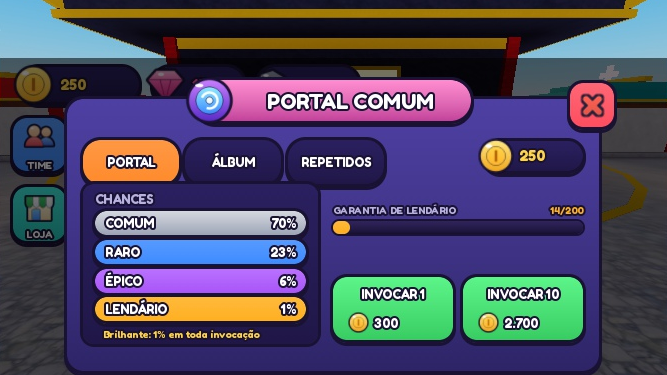 250
PORTAL COMUM
TIME
LOJA
PORTAL
ÁLBUM
REPETIDOS
250
CHANCES
COMUM 70%
RARO 23%
ÉPICO 6%
LENDÁRIO 1%
Brilhante: 1% em toda invocação
GARANTIA DE LENDÁRIO 14/200
INVOCAR 1
300
INVOCAR 10
2.700